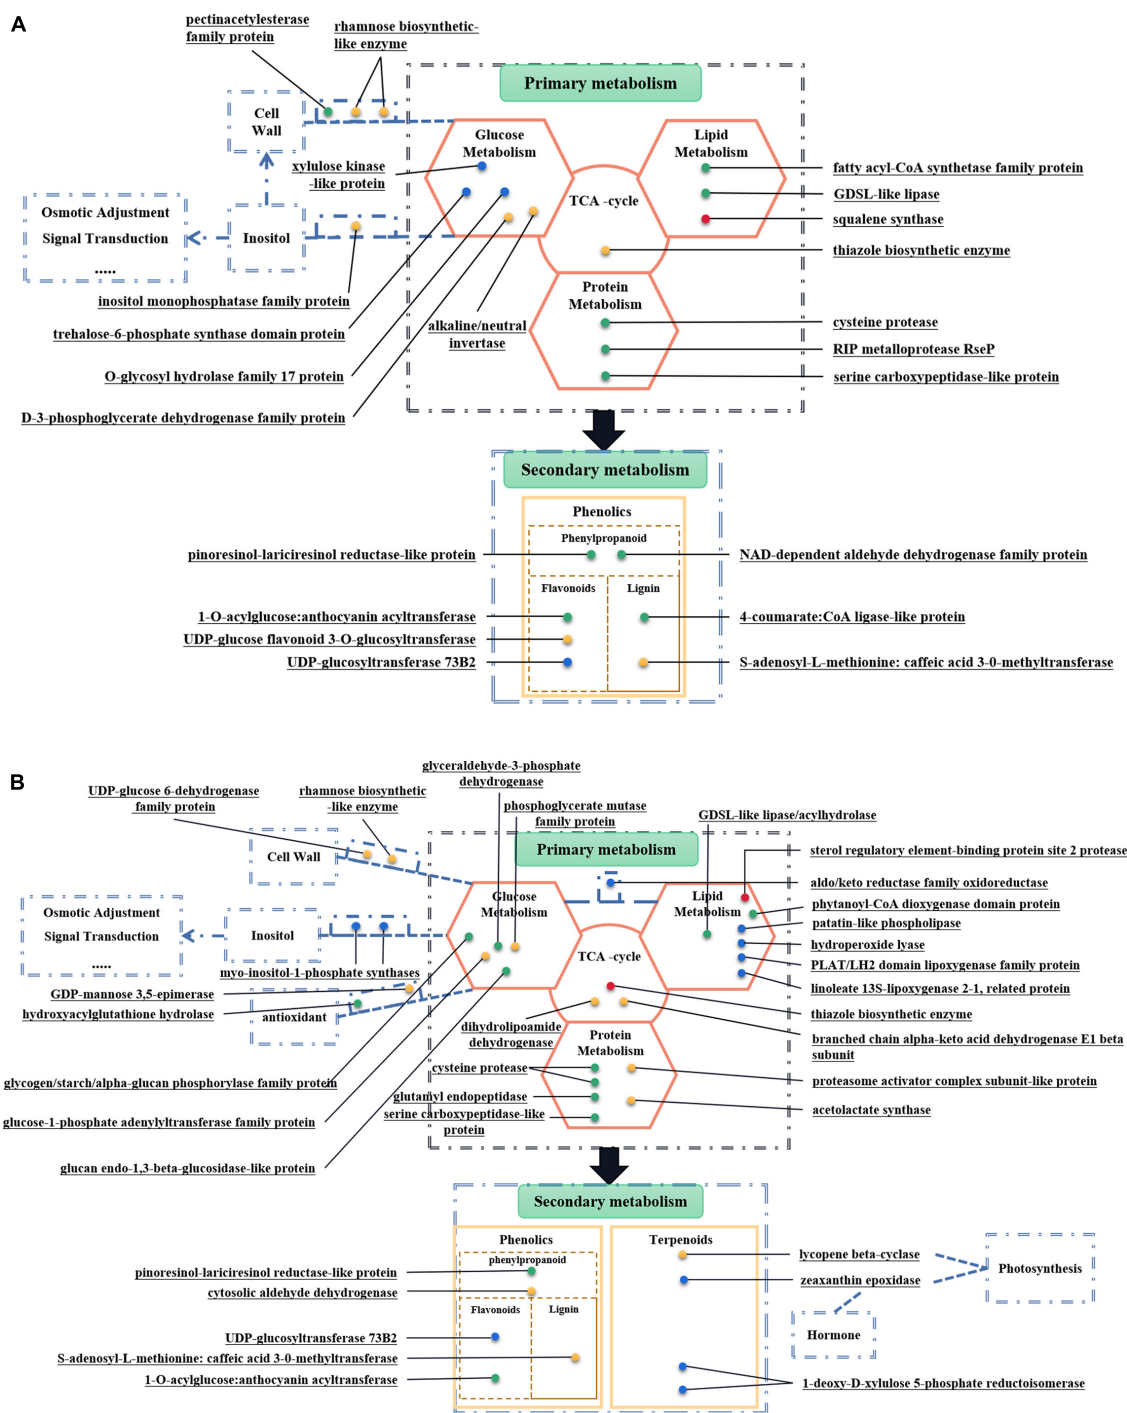 A
pectinacetylesterase
family protein
rhamnose biosynthetic-
like enzyme
Primary metabolism
Cell
Wall
Glucose
Metabolism
Lipid
Metabolism
xylulose kinase
-like protein
fatty acyl-CoA synthetase family protein
GDSL-like lipase
TCA -cycle
squalene synthase
Osmotic Adjustment
Signal Transduction
.....
Inositol
thiazole biosynthetic enzyme
Protein
Metabolism
inositol monophosphatase family protein
trehalose-6-phosphate synthase domain protein
alkaline/neutral
invertase
cysteine protease
RIP metalloprotease RseP
O-glycosyl hydrolase family 17 protein
serine carboxypeptidase-like protein
D-3-phosphoglycerate dehydrogenase family protein
Secondary metabolism
Phenolics
Phenylpropanoid
pinoresinol-lariciresinol reductase-like protein
NAD-dependent aldehyde dehydrogenase family protein
Flavonoids
Lignin
1-O-acylglucose:anthocyanin acyltransferase
4-coumarate:CoA ligase-like protein
UDP-glucose flavonoid 3-O-glucosyltransferase
UDP-glucosyltransferase 73B2
S-adenosyl-L-methionine: caffeic acid 3-0-methyltransferase
B
glyceraldehyde-3-phosphate
dehydrogenase
UDP-glucose 6-dehydrogenase
family protein
rhamnose biosynthetic
-like enzyme
phosphoglycerate mutase
family protein
GDSL-like lipase/acylhydrolase
Primary metabolism
sterol regulatory element-binding protein site 2 protease
Cell Wall
aldo/keto reductase family oxidoreductase
Glucose
Metabolism
Lipid
Metabolism
phytanoyl-CoA dioxygenase domain protein
patatin-like phospholipase
Osmotic Adjustment
Signal Transduction
.....
Inositol
hydroperoxide lyase
TCA -cycle
PLAT/LH2 domain lipoxygenase family protein
myo-inositol-1-phosphate synthases
linoleate 13S-lipoxygenase 2-1, related protein
GDP-mannose 3,5-epimerase
hydroxyacylglutathione hydrolase
antioxidant
thiazole biosynthetic enzyme
dihydrolipoamide
dehydrogenase
Protein
Metabolism
branched chain alpha-keto acid dehydrogenase E1 beta
subunit
cysteine protease
glycogen/starch/alpha-glucan phosphorylase family protein
proteasome activator complex subunit-like protein
glutamyl endopeptidase
serine carboxypeptidase-like
protein
acetolactate synthase
glucose-1-phosphate adenylyltransferase family protein
glucan endo-1,3-beta-glucosidase-like protein
Secondary metabolism
Phenolics
Terpenoids
phenylpropanoid
lycopene beta-cyclase
Photosynthesis
pinoresinol-lariciresinol reductase-like protein
zeaxanthin epoxidase
cytosolic aldehyde dehydrogenase
Flavonoids
Lignin
Hormone
UDP-glucosyltransferase 73B2
S-adenosyl-L-methionine: caffeic acid 3-0-methyltransferase
1-O-acylglucose:anthocyanin acyltransferase
1-deoxy-D-xylulose 5-phosphate reductoisomerase